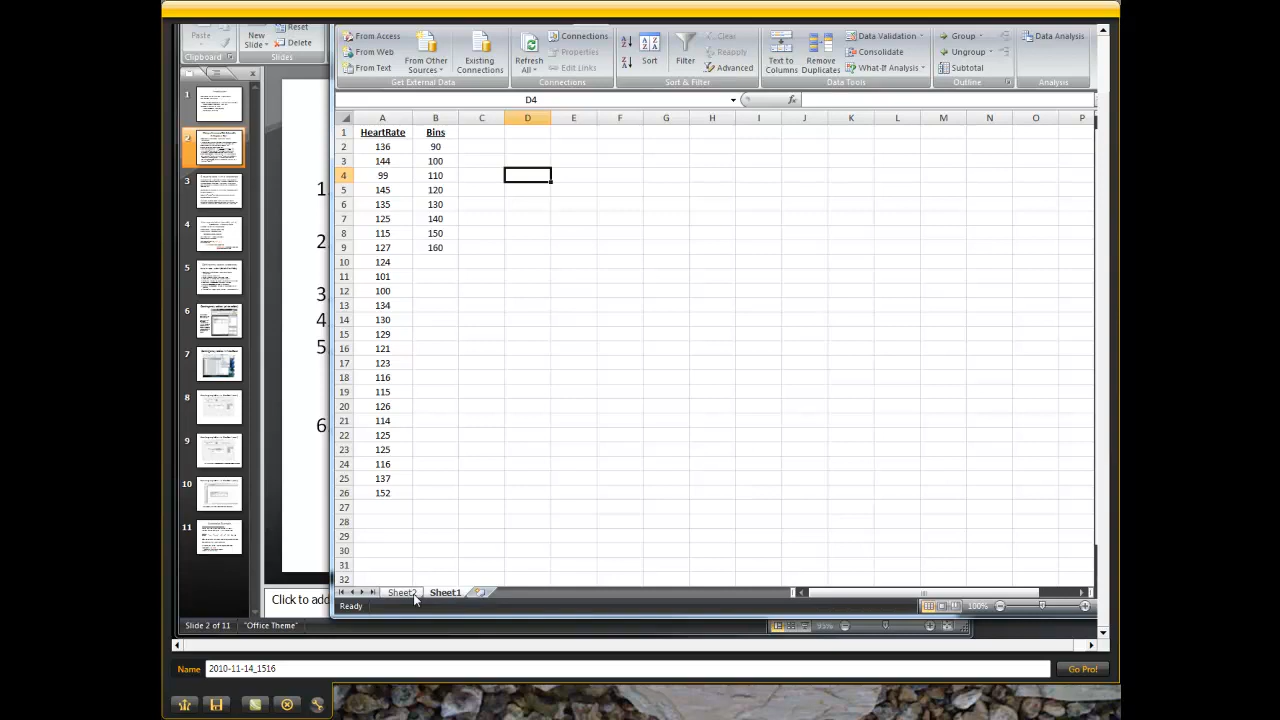 Paste
Clipboard
New
Slide
Reset
Delete
Slides
From Access
From Web
From Text
From Other
Sources
Existing
Connections
Get External Data
Refresh
All
Connections
Properties
Edit Links
Connections
Sort
Filter
Clear
Reapply
Advanced
Sort & Filter
Text to
Columns
Remove
Duplicates
Data Validation
Consolidate
What-If Analysis
Data Tools
Group
Ungroup
Subtotal
Outline
Data Analysis
Analysis
D4
fx
A B C D E F G H I J K L M N O P
1 HeartRate Bins
2 90
3 144 100
4 99 110
5 120
6 135 130
7 125 140
8 115 150
9 160
10 124
11 101
12 100
13 134
14 130
15 129
16 121
17 123
18 116
19 115
20 126
21 114
22 125
23 125
24 116
25 137
26 152
27
28
29
30
31
32
Sheet2 Sheet1
Ready
100%
1
2
3
4
5
6
7
8
9
10
11
1
2
3
4
5
6
Click to add
Slide 2 of 11
"Office Theme"
93%
Name 2010-11-14_1516
Go Pro!